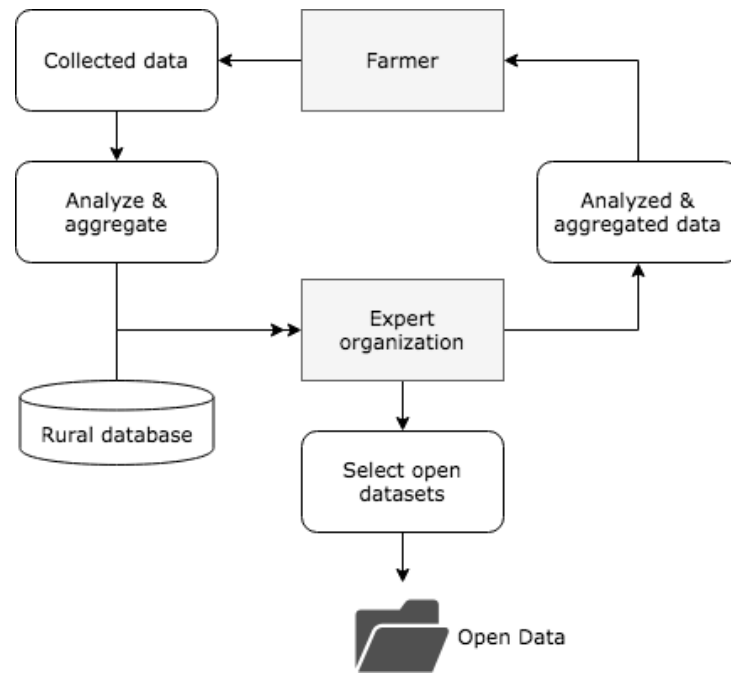 Collected data
Farmer
Analyze &
aggregate
Analyzed &
aggregated data
Expert
organization
Rural database
Select open
datasets
Open Data